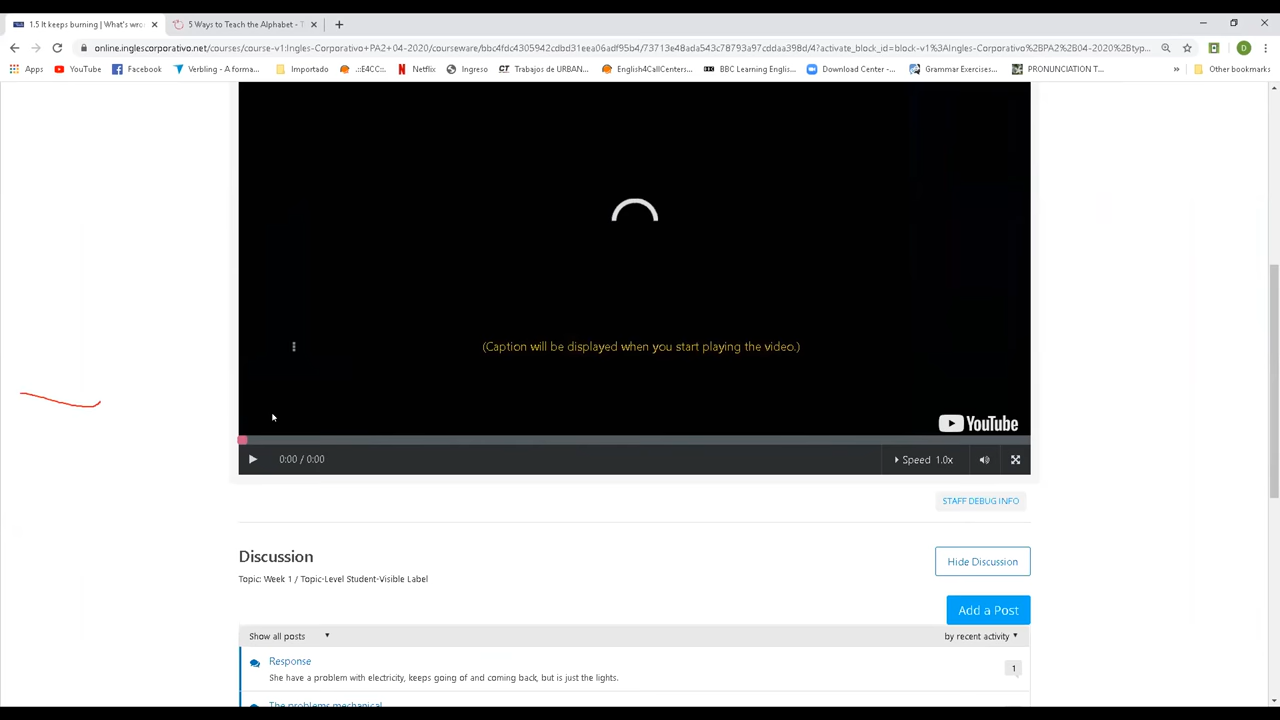 1.5 It keeps burning | What's wro
5 Ways to Teach the Alphabet - T
online.inglescorporativo.net/courses/course-v1:Ingles-Corporativo+PA2+04-2020/courseware/bbc4fdc4305942cdbd31eea06adf95b4/73713e48ada543c78793a97cddaa398d/4?activate_block_id=block-v1%3AIngles-Corporativo%2BPA2%2B04-2020%2Btyp...
Apps YouTube Facebook Verbling - A forma... Importado .::E4CC::. Netflix Ingreso CT Trabajos de URBAN... English4CallCenters... BBC Learning Englis... Download Center -... Grammar Exercises... PRONUNCIATION T... » Other bookmarks
(Caption will be displayed when you start playing the video.)
YouTube
0:00 / 0:00 Speed 1.0x
STAFF DEBUG INFO
Discussion
Hide Discussion
Topic: Week 1 / Topic-Level Student-Visible Label
Add a Post
Show all posts by recent activity
Response
1
She have a problem with electricity, keeps going of and coming back, but is just the lights.
The problems mechanical